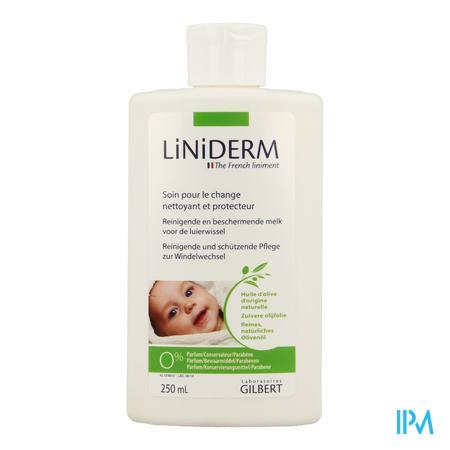 LiNiDERM
The French liniment
Soin pour le change
nettoyant et protecteur
Reinigende en beschermende melk
voor de luierwissel
Reinigende und schützende Pflege
zur Windelwechsel
Huile d'olive
d'origine
naturelle
Zuivere olijfolie
Reines,
natürliches
Olivenöl
0%
Parfum/Conservateur/Parabène
Parfum/Bewaarmiddel/Parabenen
Parfum/Konservierungsmittel/Parabene
250 mL
Laboratoires
GILBERT
IPM